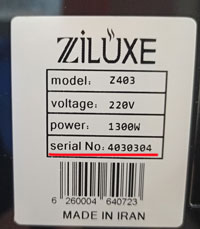 ZILUXE
model: Z403
voltage: 220V
power: 1300W
serial No: 4030304
6 260004 640723
MADE IN IRAN